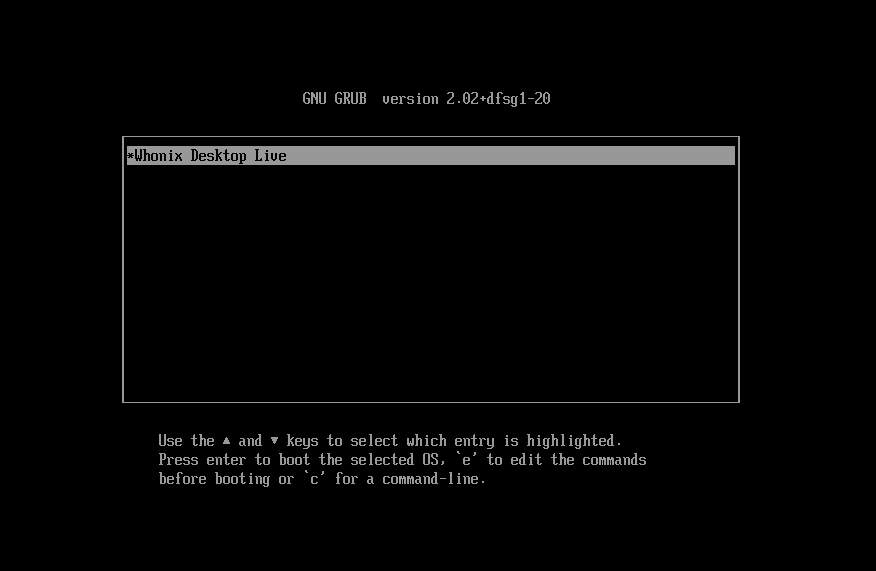 GNU GRUB  version 2.02+dfsg1-20
*Whonix Desktop Live
Use the ▲ and ▼ keys to select which entry is highlighted.
Press enter to boot the selected OS, `e' to edit the commands
before booting or `c' for a command-line.